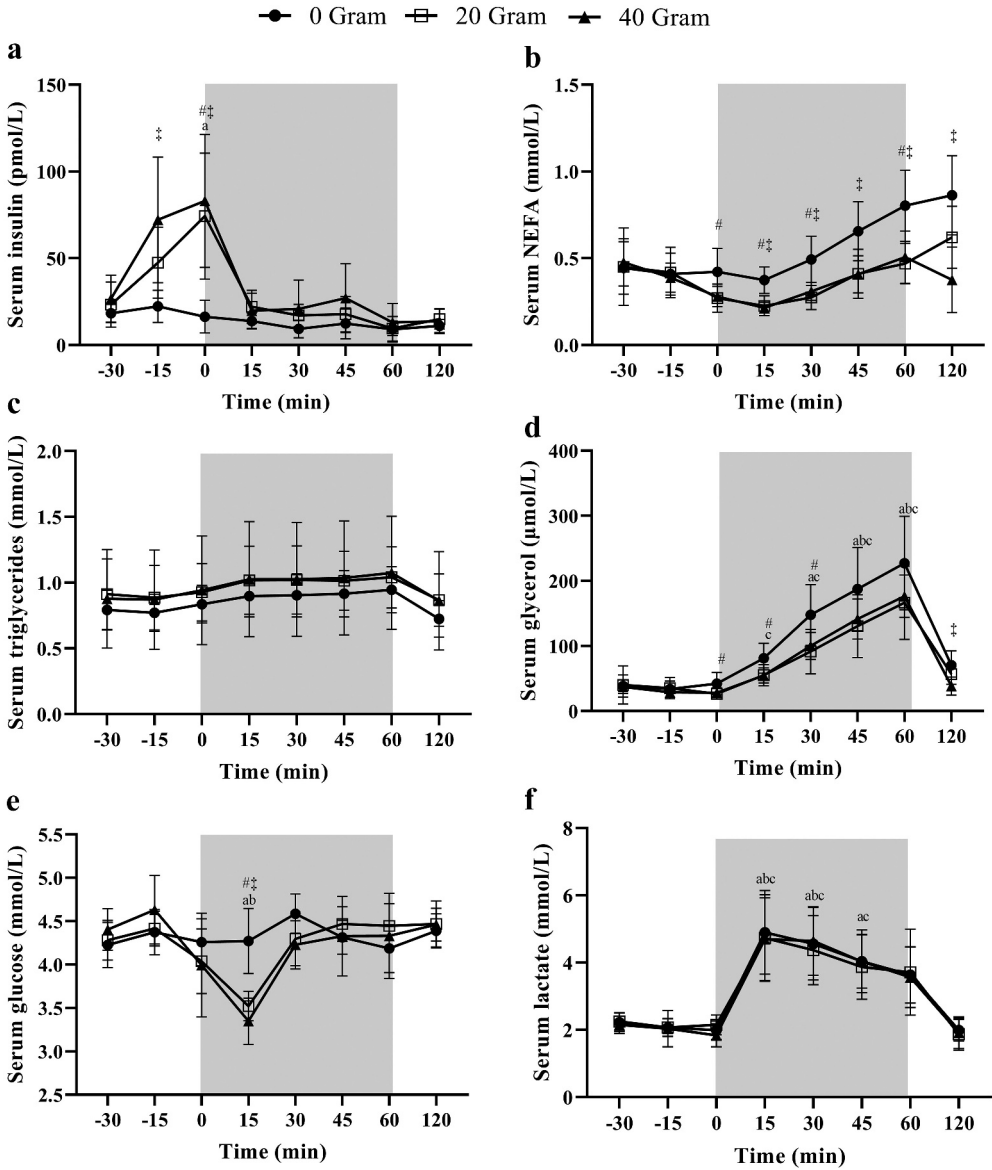 0 Gram 20 Gram 40 Gram
a
Serum insulin (pmol/L)
150
100
50
0
‡
#‡
a
-30 -15 0 15 30 45 60 120
Time (min)
b
Serum NEFA (mmol/L)
1.5
1.0
0.5
0.0
#
#‡
#‡
‡
#‡
‡
-30 -15 0 15 30 45 60 120
Time (min)
c
Serum triglycerides (mmol/L)
2.0
1.5
1.0
0.5
0.0
-30 -15 0 15 30 45 60 120
Time (min)
d
Serum glycerol (μmol/L)
400
300
200
100
0
#
#
c
#
ac
abc
abc
‡
-30 -15 0 15 30 45 60 120
Time (min)
e
Serum glucose (mmol/L)
5.5
5.0
4.5
4.0
3.5
3.0
2.5
#‡
ab
-30 -15 0 15 30 45 60 120
Time (min)
f
Serum lactate (mmol/L)
8
6
4
2
0
abc
abc
ac
-30 -15 0 15 30 45 60 120
Time (min)